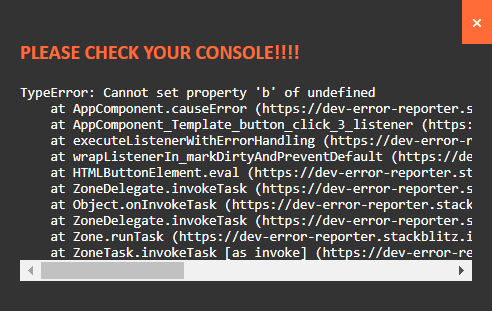 ×
PLEASE CHECK YOUR CONSOLE!!!!
TypeError: Cannot set property 'b' of undefined
at AppComponent.causeError (https://dev-error-reporter.s
at AppComponent_Template_button_click_3_listener (https:
at executeListenerWithErrorHandling (https://dev-error-r
at wrapListenerIn_markDirtyAndPreventDefault (https://de
at HTMLButtonElement.eval (https://dev-error-reporter.st
at ZoneDelegate.invokeTask (https://dev-error-reporter.s
at Object.onInvokeTask (https://dev-error-reporter.stack
at ZoneDelegate.invokeTask (https://dev-error-reporter.s
at Zone.runTask (https://dev-error-reporter.stackblitz.i
at ZoneTask.invokeTask [as invoke] (https://dev-error-re